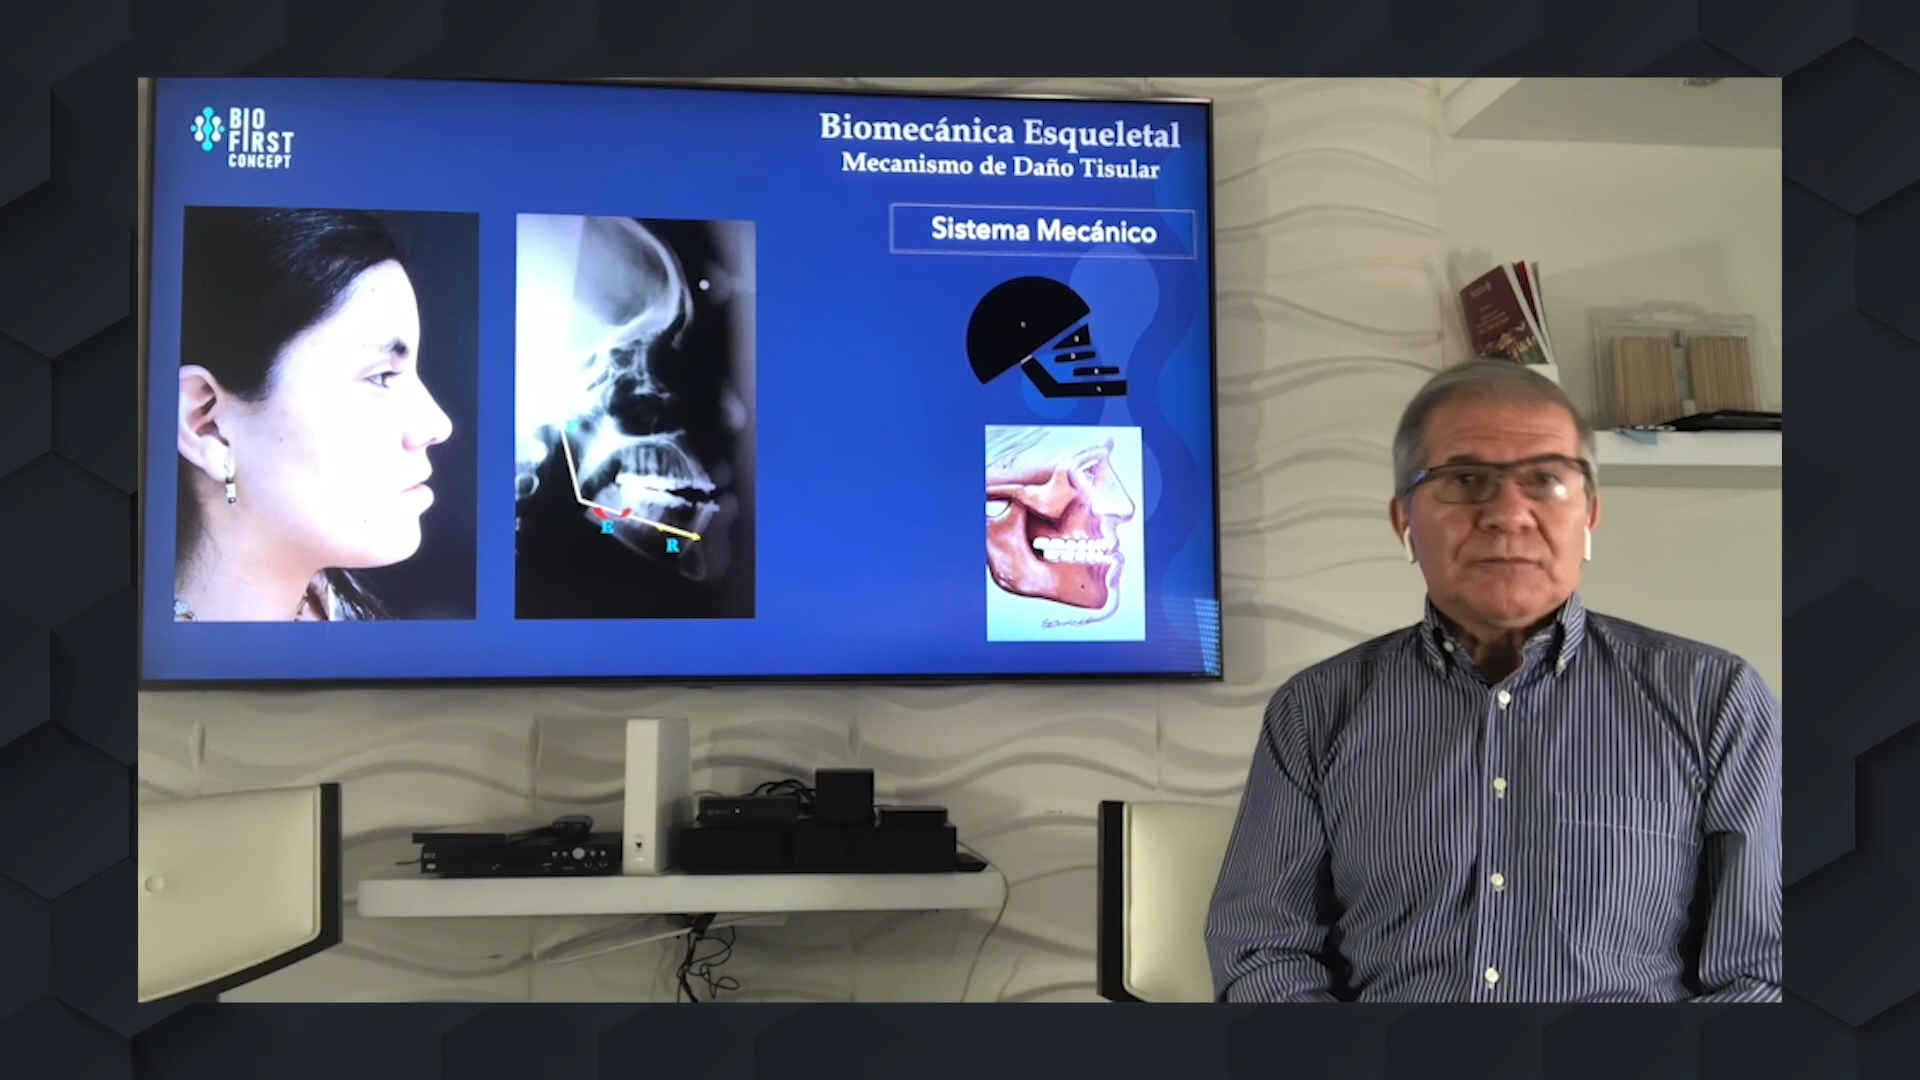 BIO
FIRST
CONCEPT
Biomecánica Esqueletal
Mecanismo de Daño Tisular
Sistema Mecánico
E
R